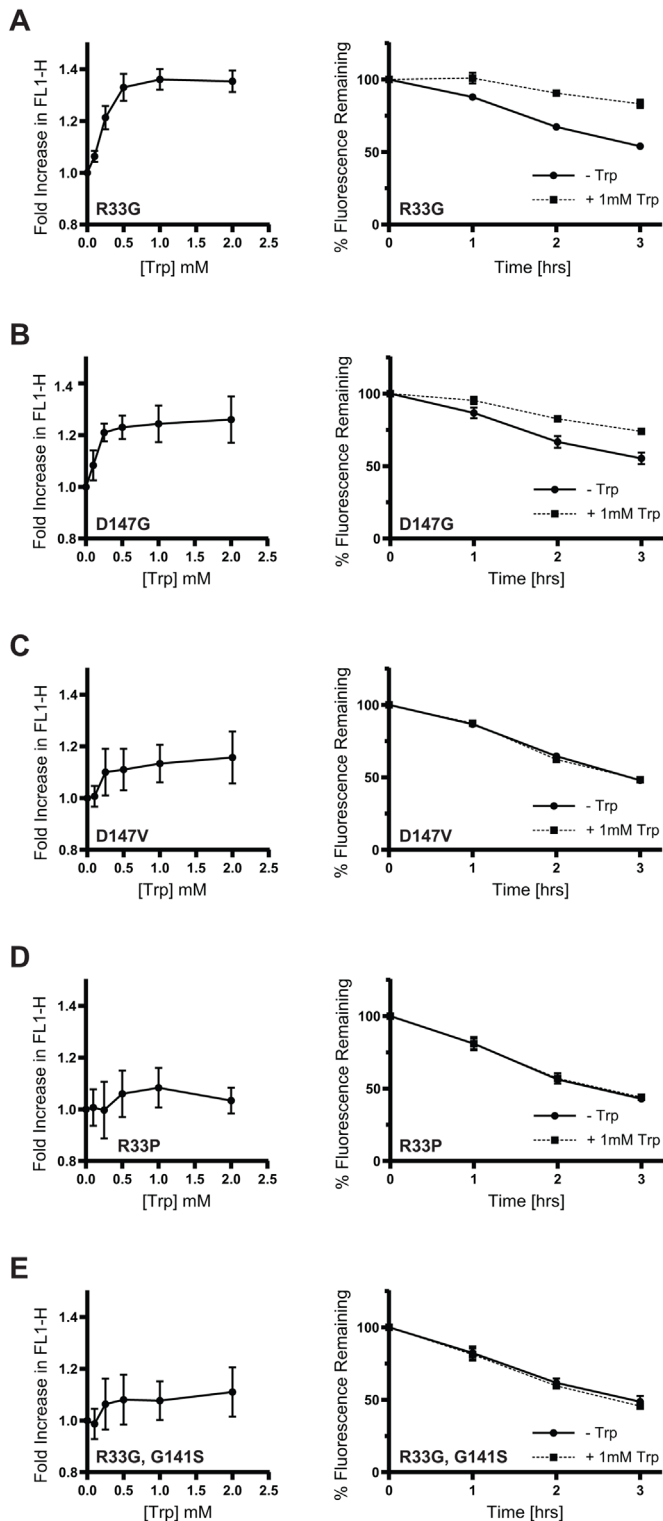 A
Fold Increase in FL1-H
1.4
1.2
1.0
0.8
R33G
0.0 0.5 1.0 1.5 2.0 2.5
[Trp] mM
% Fluorescence Remaining
100
50
0
- Trp
+ 1mM Trp
R33G
0 1 2 3
Time [hrs]
B
Fold Increase in FL1-H
1.4
1.2
1.0
0.8
D147G
0.0 0.5 1.0 1.5 2.0 2.5
[Trp] mM
% Fluorescence Remaining
100
50
0
- Trp
+ 1mM Trp
D147G
0 1 2 3
Time [hrs]
C
Fold Increase in FL1-H
1.4
1.2
1.0
0.8
D147V
0.0 0.5 1.0 1.5 2.0 2.5
[Trp] mM
% Fluorescence Remaining
100
50
0
- Trp
+ 1mM Trp
D147V
0 1 2 3
Time [hrs]
D
Fold Increase in FL1-H
1.4
1.2
1.0
0.8
R33P
0.0 0.5 1.0 1.5 2.0 2.5
[Trp] mM
% Fluorescence Remaining
100
50
0
- Trp
+ 1mM Trp
R33P
0 1 2 3
Time [hrs]
E
Fold Increase in FL1-H
1.4
1.2
1.0
0.8
R33G, G141S
0.0 0.5 1.0 1.5 2.0 2.5
[Trp] mM
% Fluorescence Remaining
100
50
0
- Trp
+ 1mM Trp
R33G, G141S
0 1 2 3
Time [hrs]